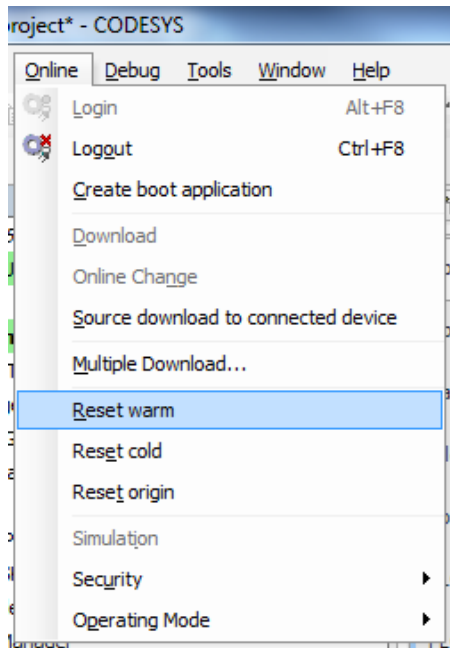 roject* - CODESYS
Online Debug Tools Window Help
Login Alt+F8
Logout Ctrl+F8
Create boot application
Download
Online Change
Source download to connected device
Multiple Download...
Reset warm
Reset cold
Reset origin
Simulation
Security
Operating Mode